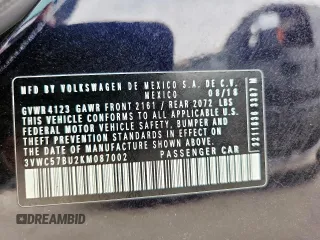 MFD BY VOLKSWAGEN DE MEXICO S.A. DE C.V.
MEXICO 08/18
GVWR 4123 GAWR FRONT 2161 / REAR 2072 LBS
THIS VEHICLE CONFORMS TO ALL APPLICABLE U.S.
FEDERAL MOTOR VEHICLE SAFETY, BUMPER AND
THEFT PREVENTION STANDARDS IN EFFECT ON THE
DATE OF MANUFACTURE SHOWN ABOVE.
3VWC57BU2KM087002 PASSENGER CAR
DREAMBID